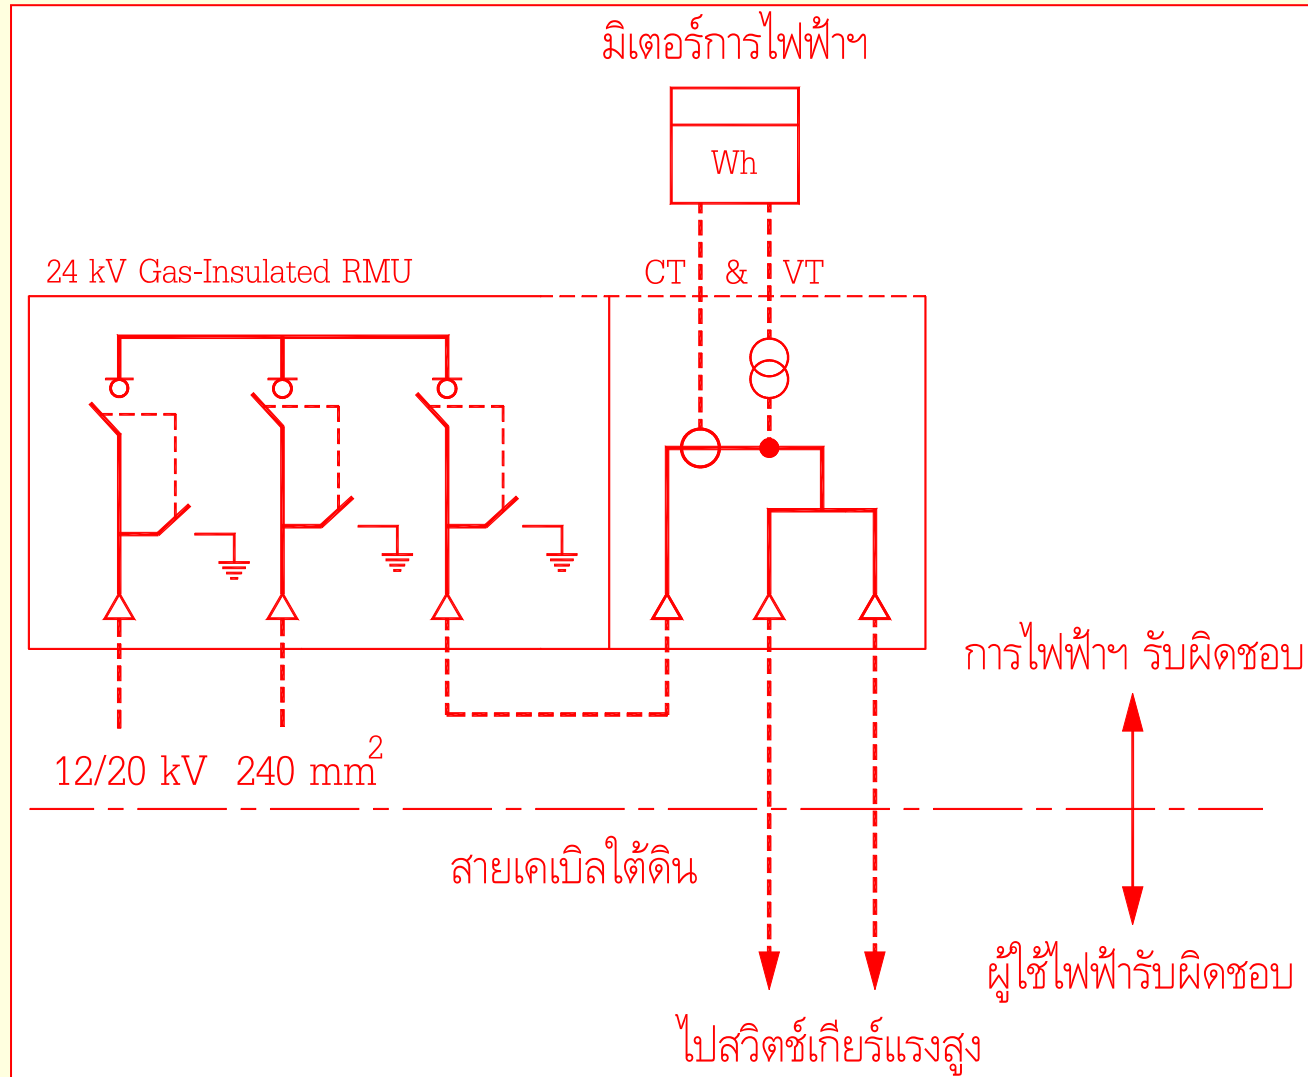 มิเตอร์การไฟฟ้าฯ
Wh
24 kV Gas-Insulated RMU
CT & VT
การไฟฟ้าฯ รับผิดชอบ
12/20 kV 240 mm²
สายเคเบิลใต้ดิน
ผู้ใช้ไฟฟ้ารับผิดชอบ
ไปสวิตช์เกียร์แรงสูง